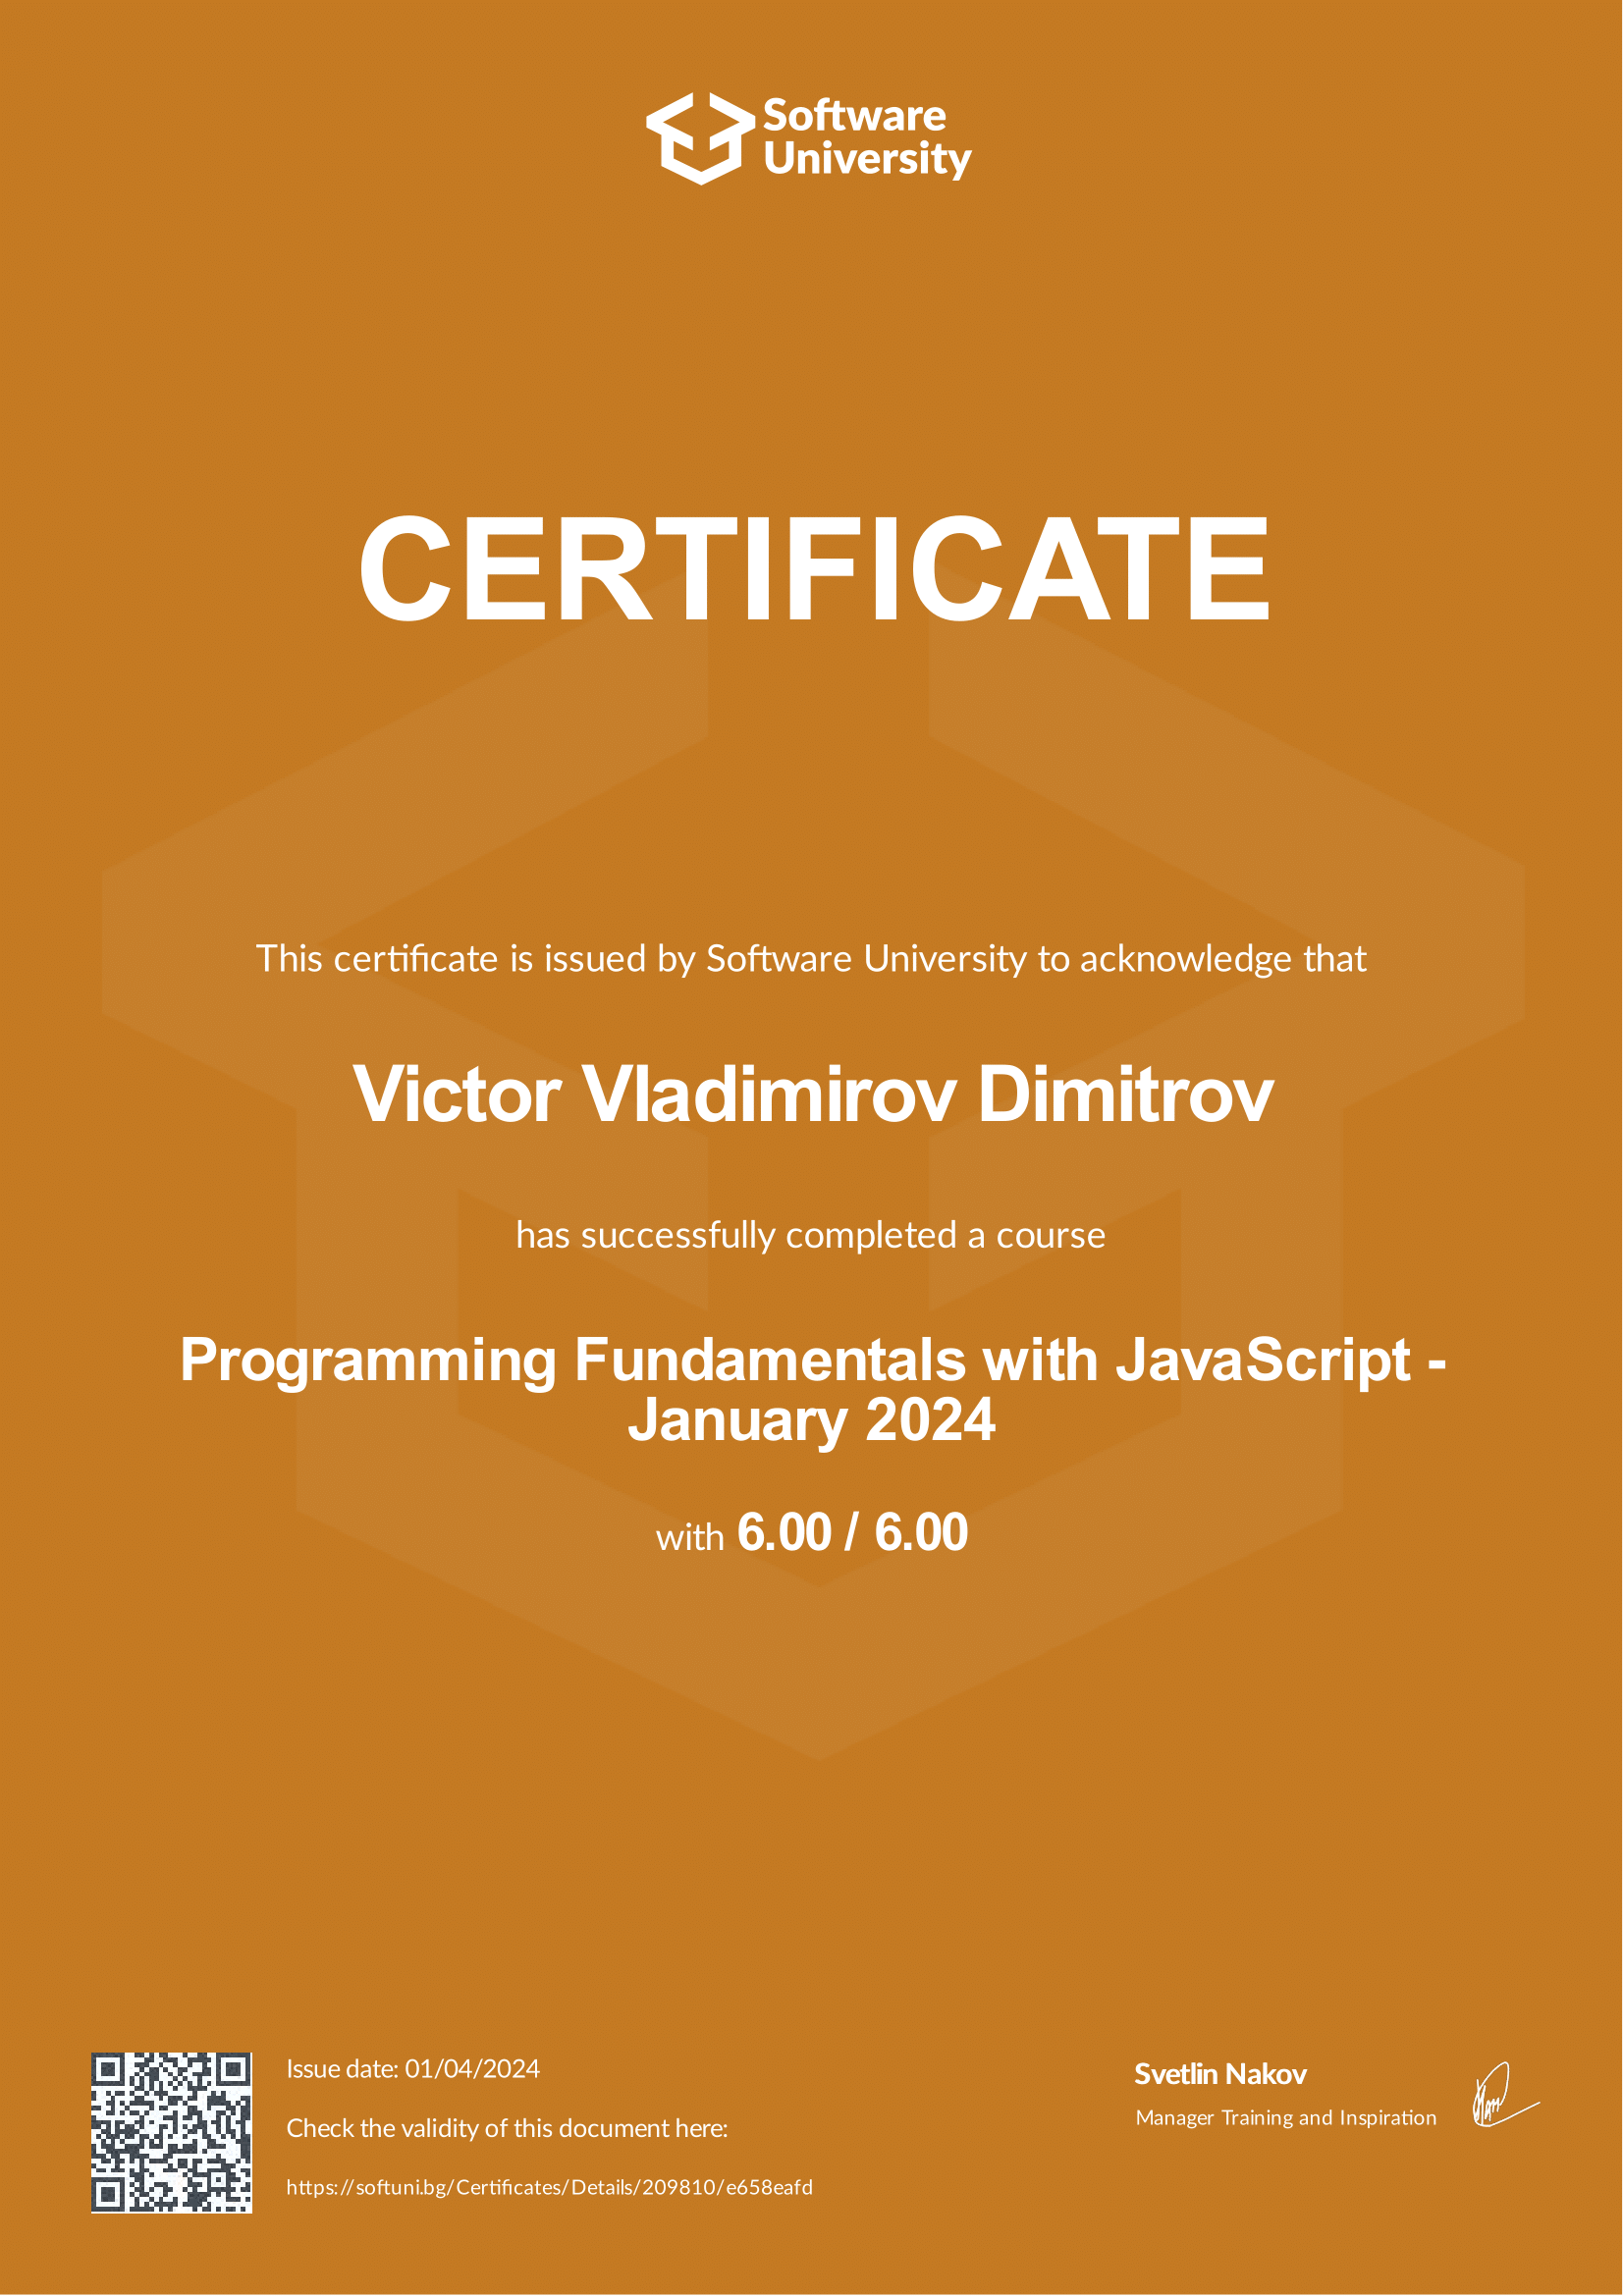 Software
University
CERTIFICATE
This certificate is issued by Software University to acknowledge that
Victor Vladimirov Dimitrov
has successfully completed a course
Programming Fundamentals with JavaScript -
January 2024
with 6.00 / 6.00
Issue date: 01/04/2024
Check the validity of this document here:
https://softuni.bg/Certificates/Details/209810/e658eafd
Svetlin Nakov
Manager Training and Inspiration